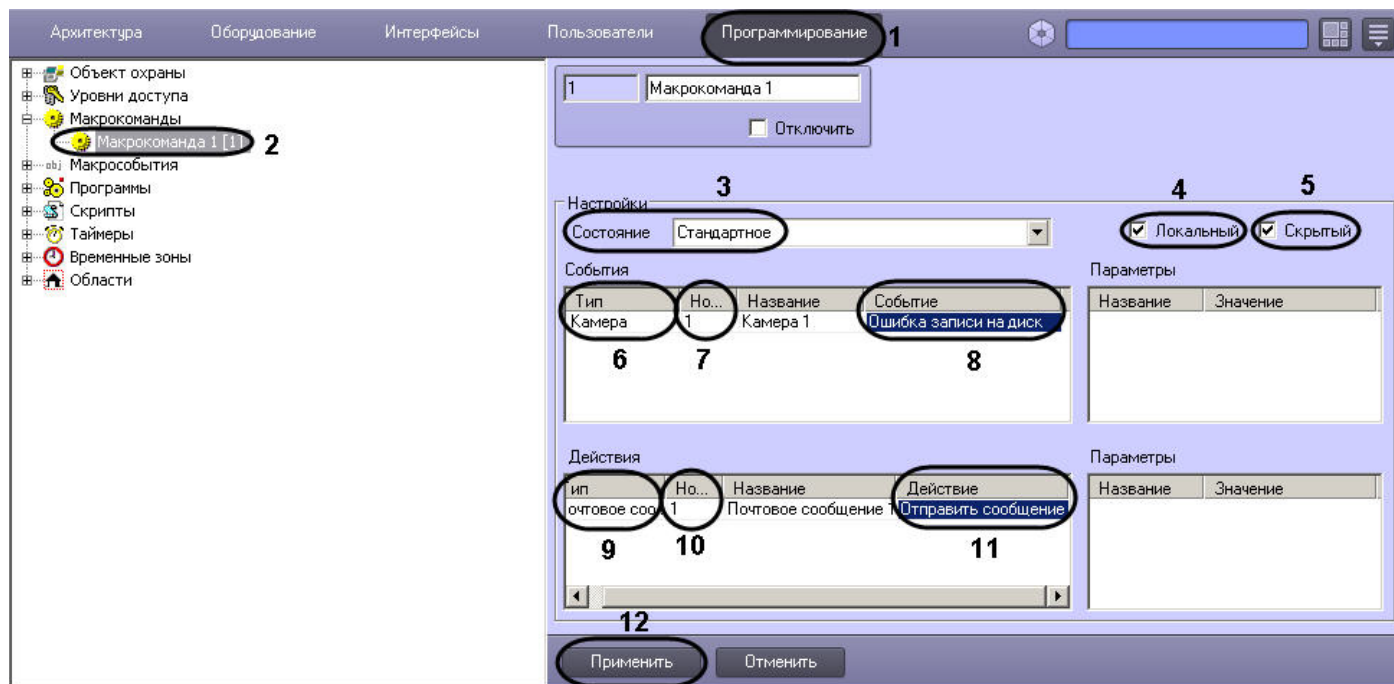 Архитектура Оборудование Интерфейсы Пользователи Программирование 1
Объект охраны
Уровни доступа
Макрокоманды
Макрокоманда 1 [1] 2
obj Макрособытия
Программы
Скрипты
Таймеры
Временные зоны
Области
1 Макрокоманда 1
Отключить
3 4 5
Настройки
Состояние Стандартное Локальный Скрытый
События Параметры
Тип Но... Название Событие Название Значение
Камера 1 Камера 1 Ошибка записи на диск
6 7 8
Действия Параметры
ип Но... Название Действие Название Значение
очтовое соо 1 Почтовое сообщение 1 Отправить сообщение
9 10 11
12
Применить Отменить